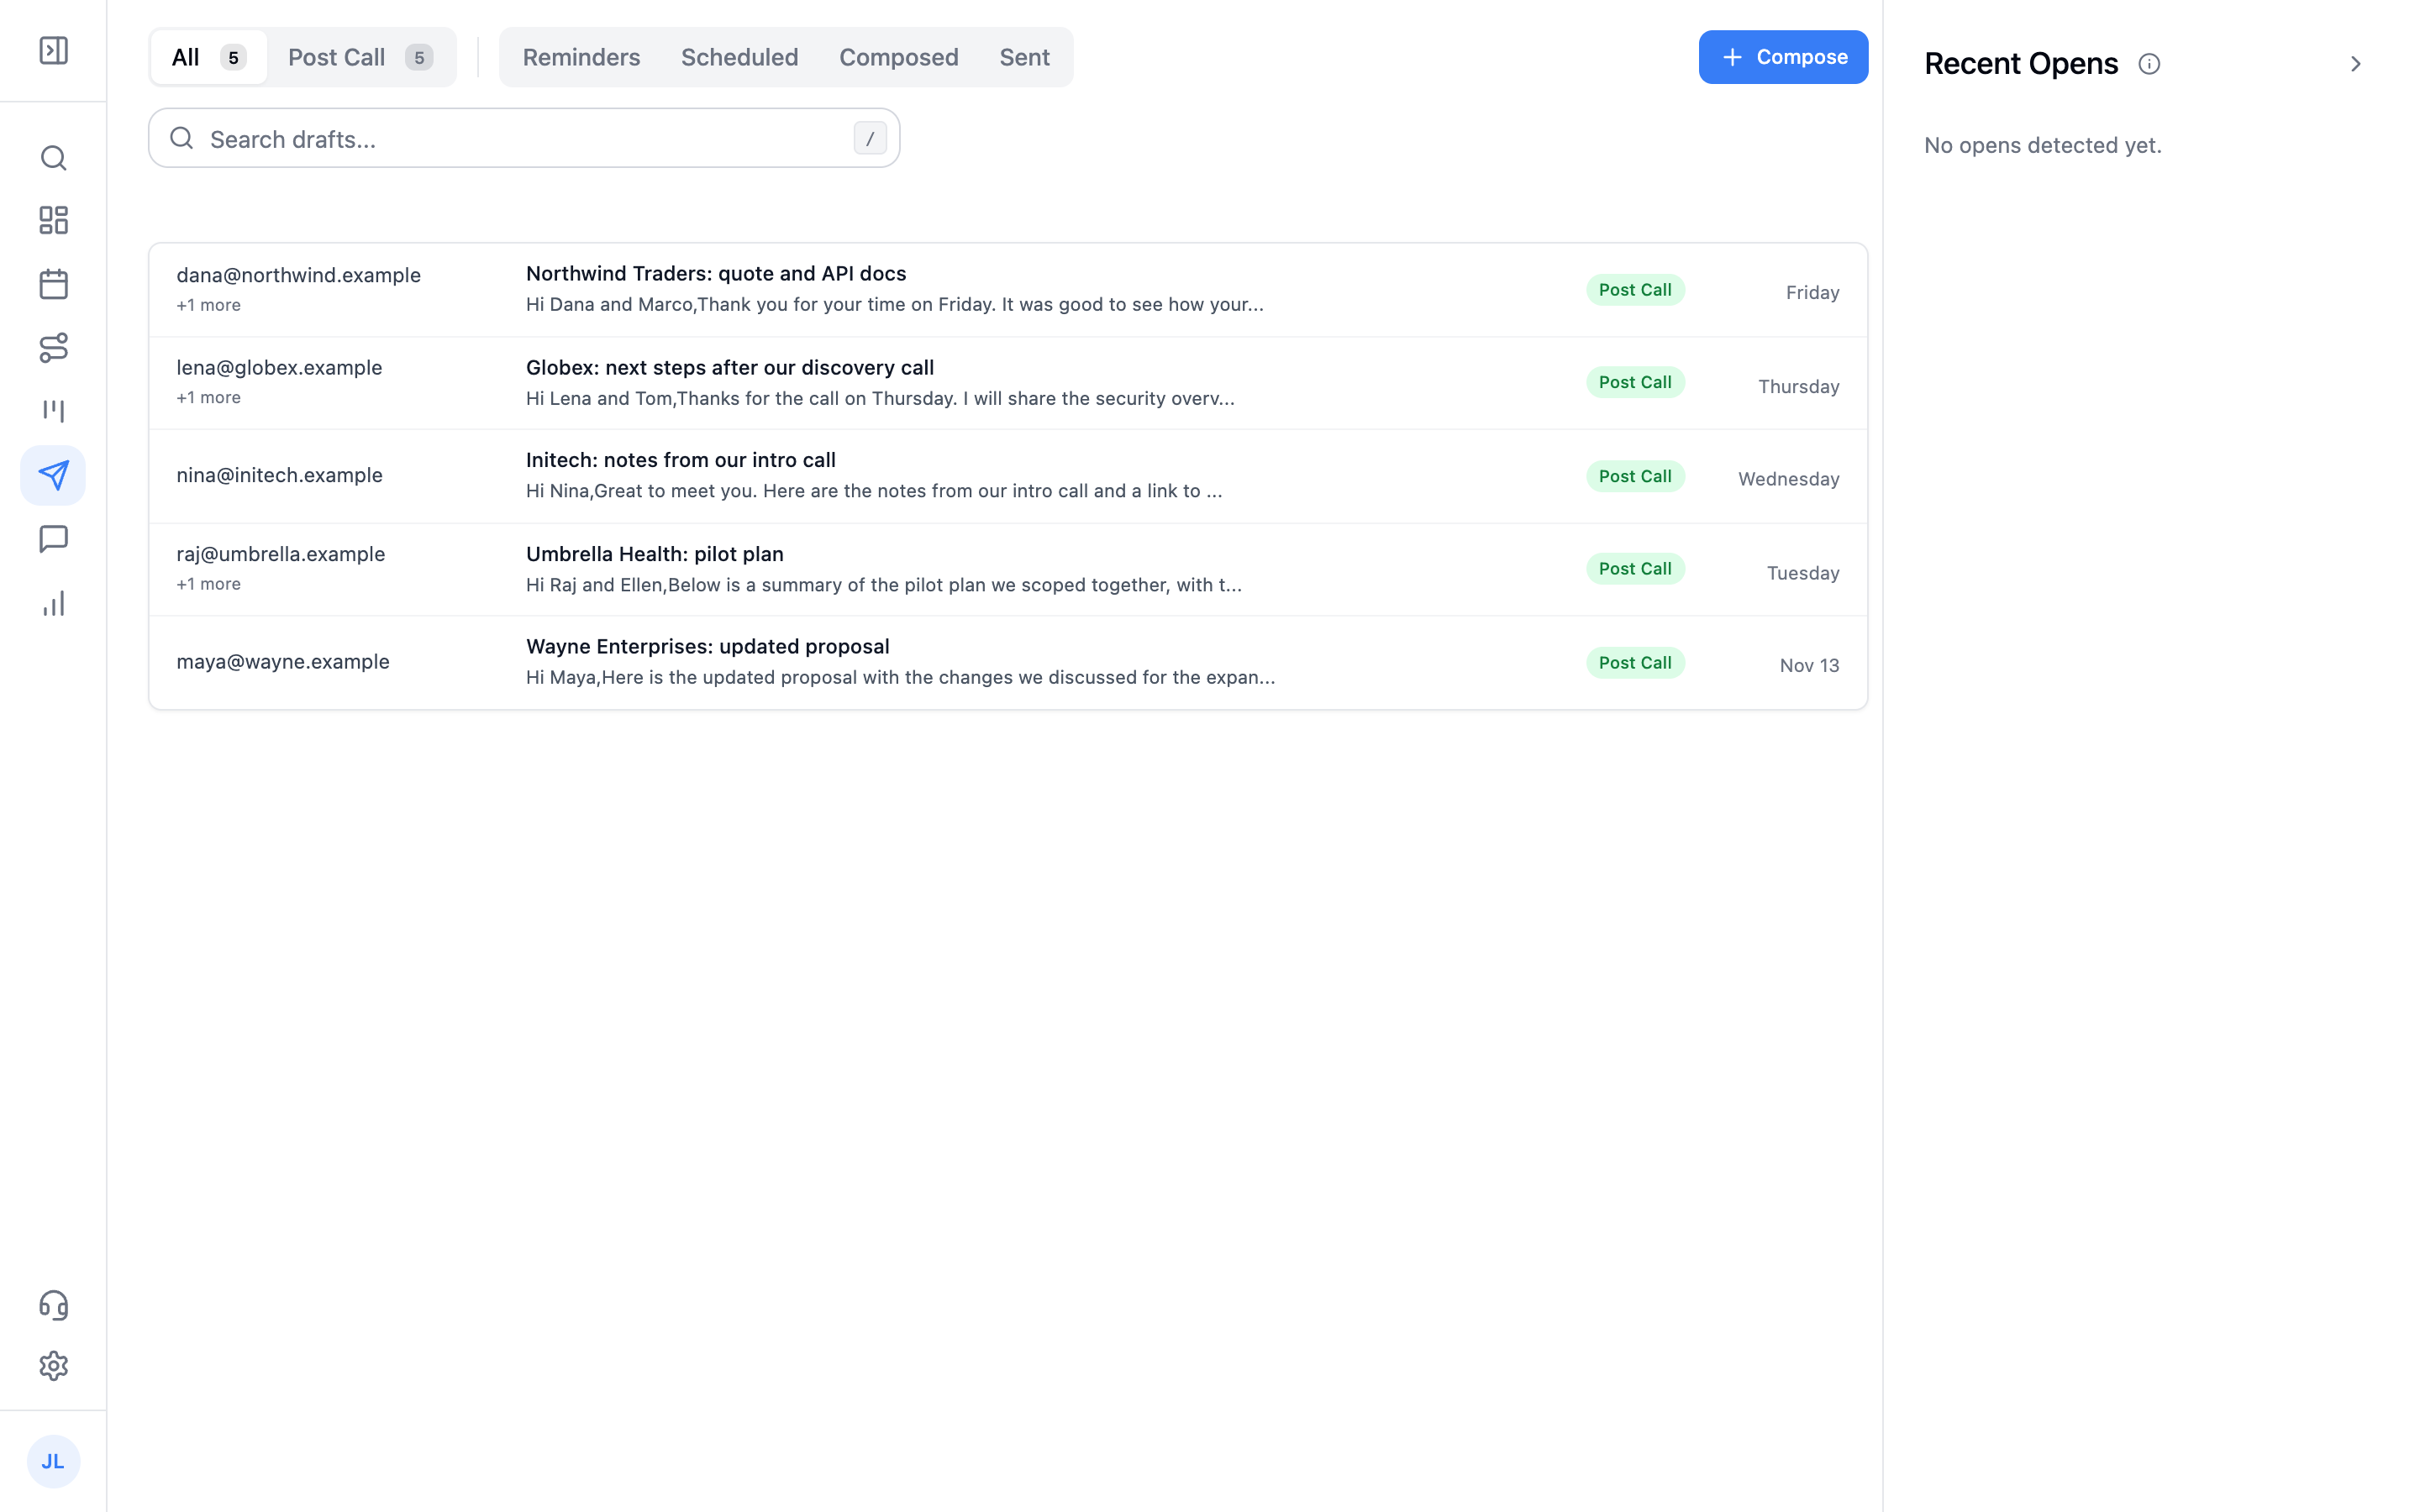 All 5 Post Call 5 Reminders Scheduled Composed Sent
+ Compose
Search drafts... /
dana@northwind.example
+1 more
Northwind Traders: quote and API docs
Hi Dana and Marco,Thank you for your time on Friday. It was good to see how your...
Post Call
Friday
lena@globex.example
+1 more
Globex: next steps after our discovery call
Hi Lena and Tom,Thanks for the call on Thursday. I will share the security overv...
Post Call
Thursday
nina@initech.example
Initech: notes from our intro call
Hi Nina,Great to meet you. Here are the notes from our intro call and a link to ...
Post Call
Wednesday
raj@umbrella.example
+1 more
Umbrella Health: pilot plan
Hi Raj and Ellen,Below is a summary of the pilot plan we scoped together, with t...
Post Call
Tuesday
maya@wayne.example
Wayne Enterprises: updated proposal
Hi Maya,Here is the updated proposal with the changes we discussed for the expan...
Post Call
Nov 13
Recent Opens
No opens detected yet.
JL